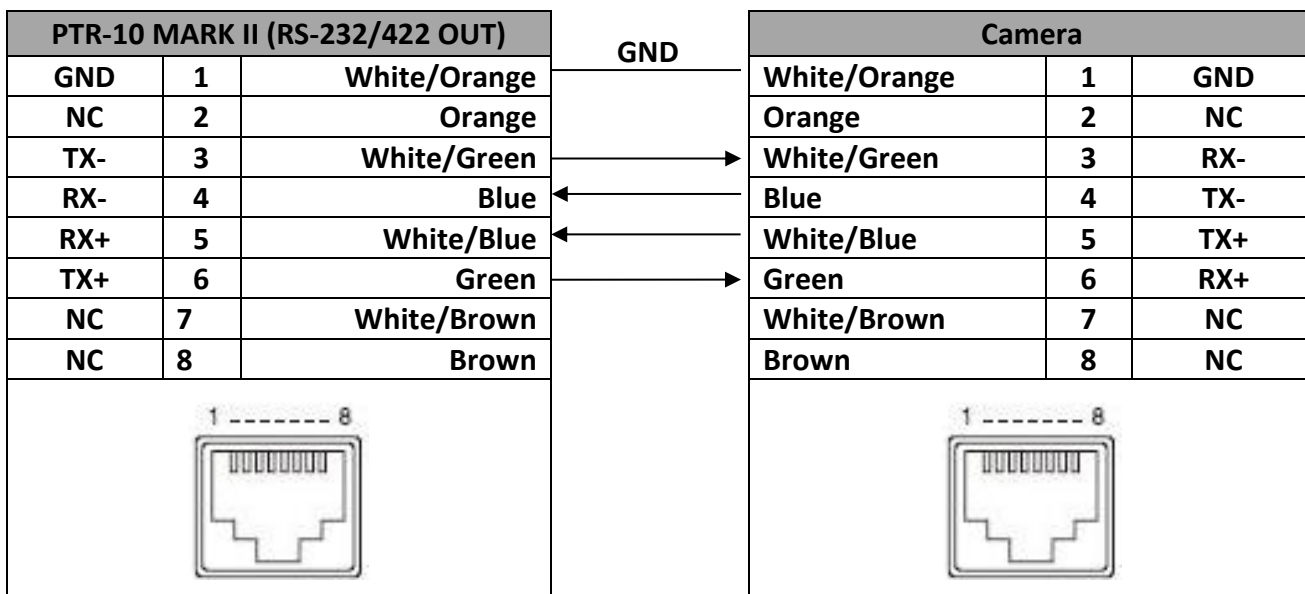 PTR-10 MARK II (RS-232/422 OUT) GND Camera
GND 1 White/Orange White/Orange 1 GND
NC 2 Orange Orange 2 NC
TX- 3 White/Green White/Green 3 RX-
RX- 4 Blue Blue 4 TX-
RX+ 5 White/Blue White/Blue 5 TX+
TX+ 6 Green Green 6 RX+
NC 7 White/Brown White/Brown 7 NC
NC 8 Brown Brown 8 NC
1 ------- 8 1 ------- 8